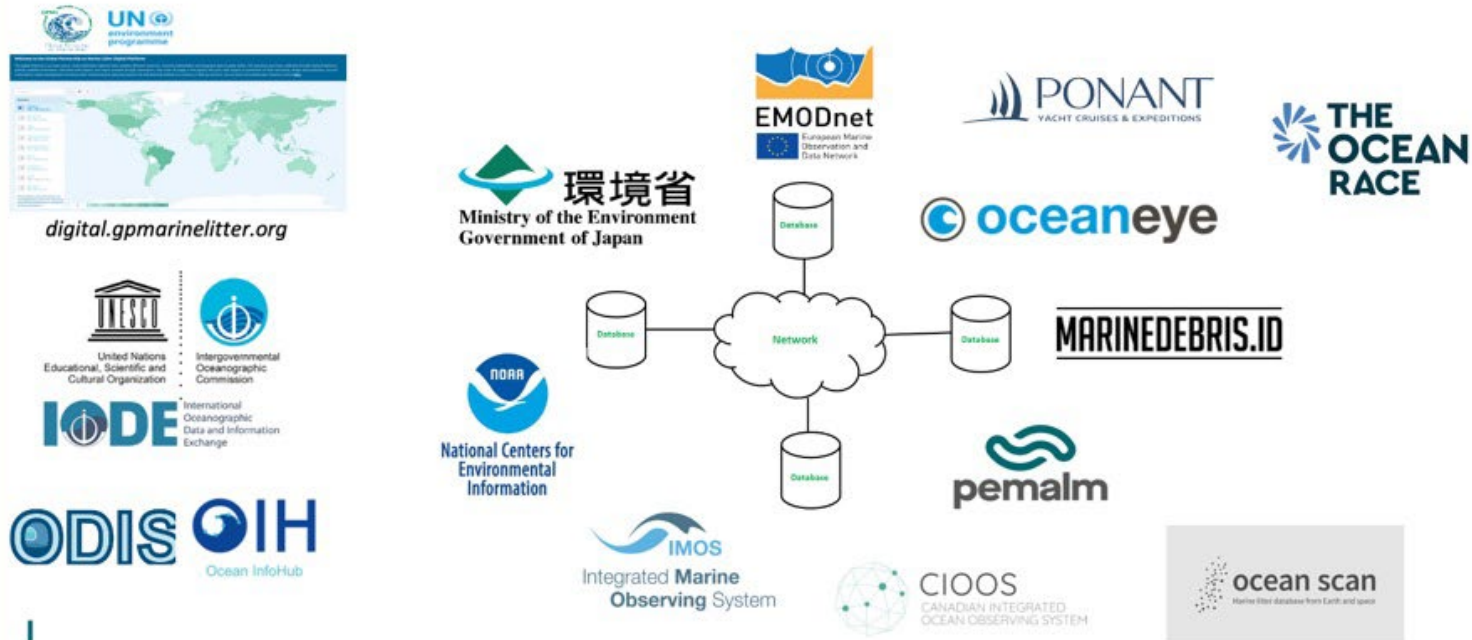 UN
environment
programme
digital.gpmarinelitter.org
UNESCO
United Nations
Educational, Scientific and
Cultural Organization
Intergovernmental
Oceanographic
Commission
IODE
International
Oceanographic
Data and Information
Exchange
ODIS
OIH
Ocean InfoHub
EMODnet
European Marine
Observation and
Data Network
PONANT
YACHT CRUISES & EXPEDITIONS
THE
OCEAN
RACE
環境省
Ministry of the Environment
Government of Japan
oceaneye
Database
Database
Network
Database
Database
MARINEDEBRIS.ID
NOAA
National Centers for
Environmental
Information
pemalm
IMOS
Integrated Marine
Observing System
CIOOS
CANADIAN INTEGRATED
OCEAN OBSERVING SYSTEM
ocean scan
Marine litter database from Earth and space